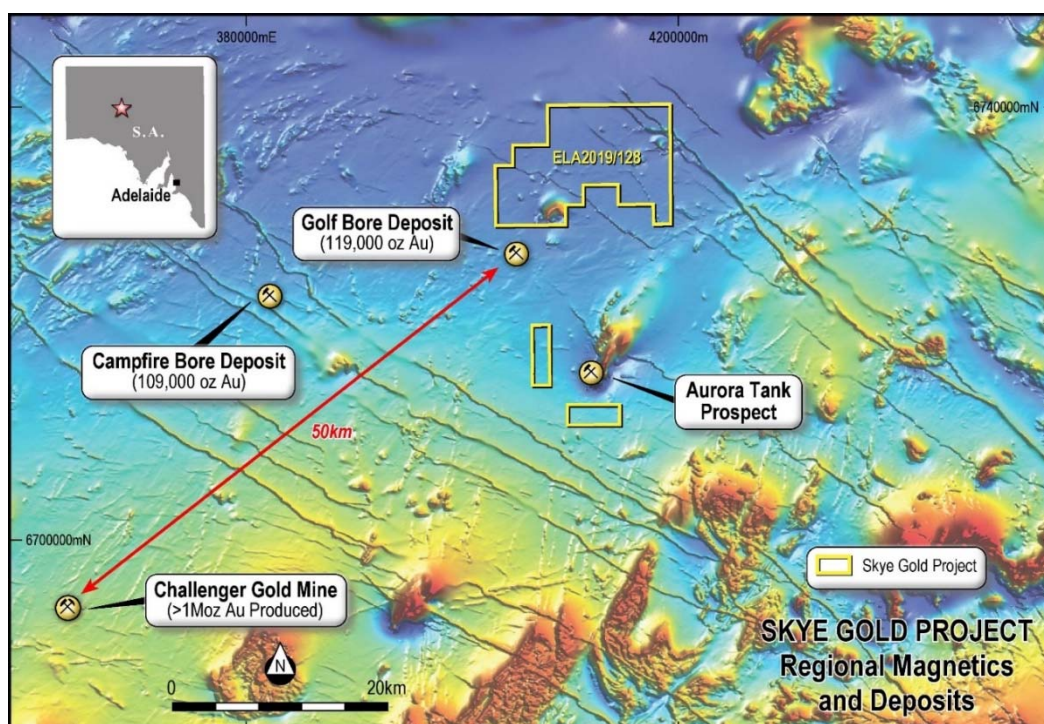 380000mE
4200000m
6740000mN
S.A.
Adelaide
ELA2019/128
Golf Bore Deposit
(119,000 oz Au)
Campfire Bore Deposit
(109,000 oz Au)
Aurora Tank
Prospect
50km
6700000mN
Challenger Gold Mine
(>1Moz Au Produced)
Skye Gold Project
N
0
20km
SKYE GOLD PROJECT
Regional Magnetics
and Deposits